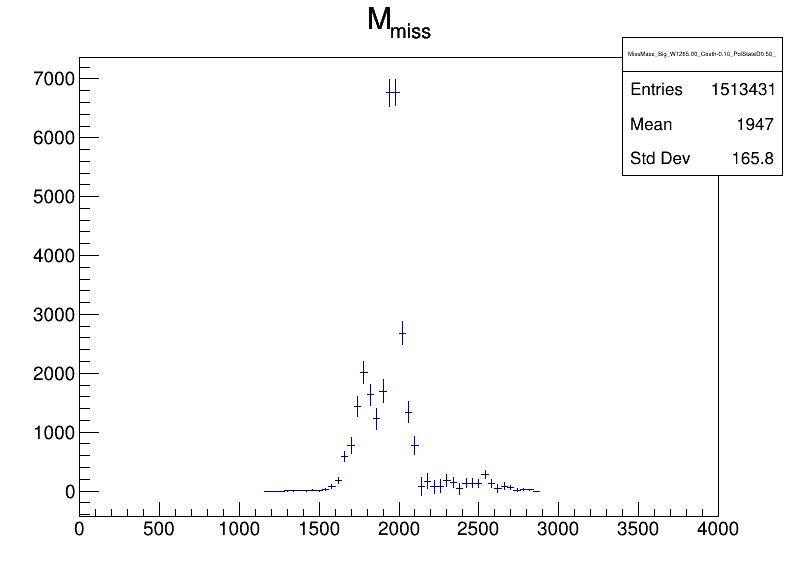 M_miss
MissMass_Sig_W1265.00_Costh-0.10_PolStateD0.50_
Entries 1513431
Mean 1947
Std Dev 165.8
7000
6000
5000
4000
3000
2000
1000
0
0 500 1000 1500 2000 2500 3000 3500 4000